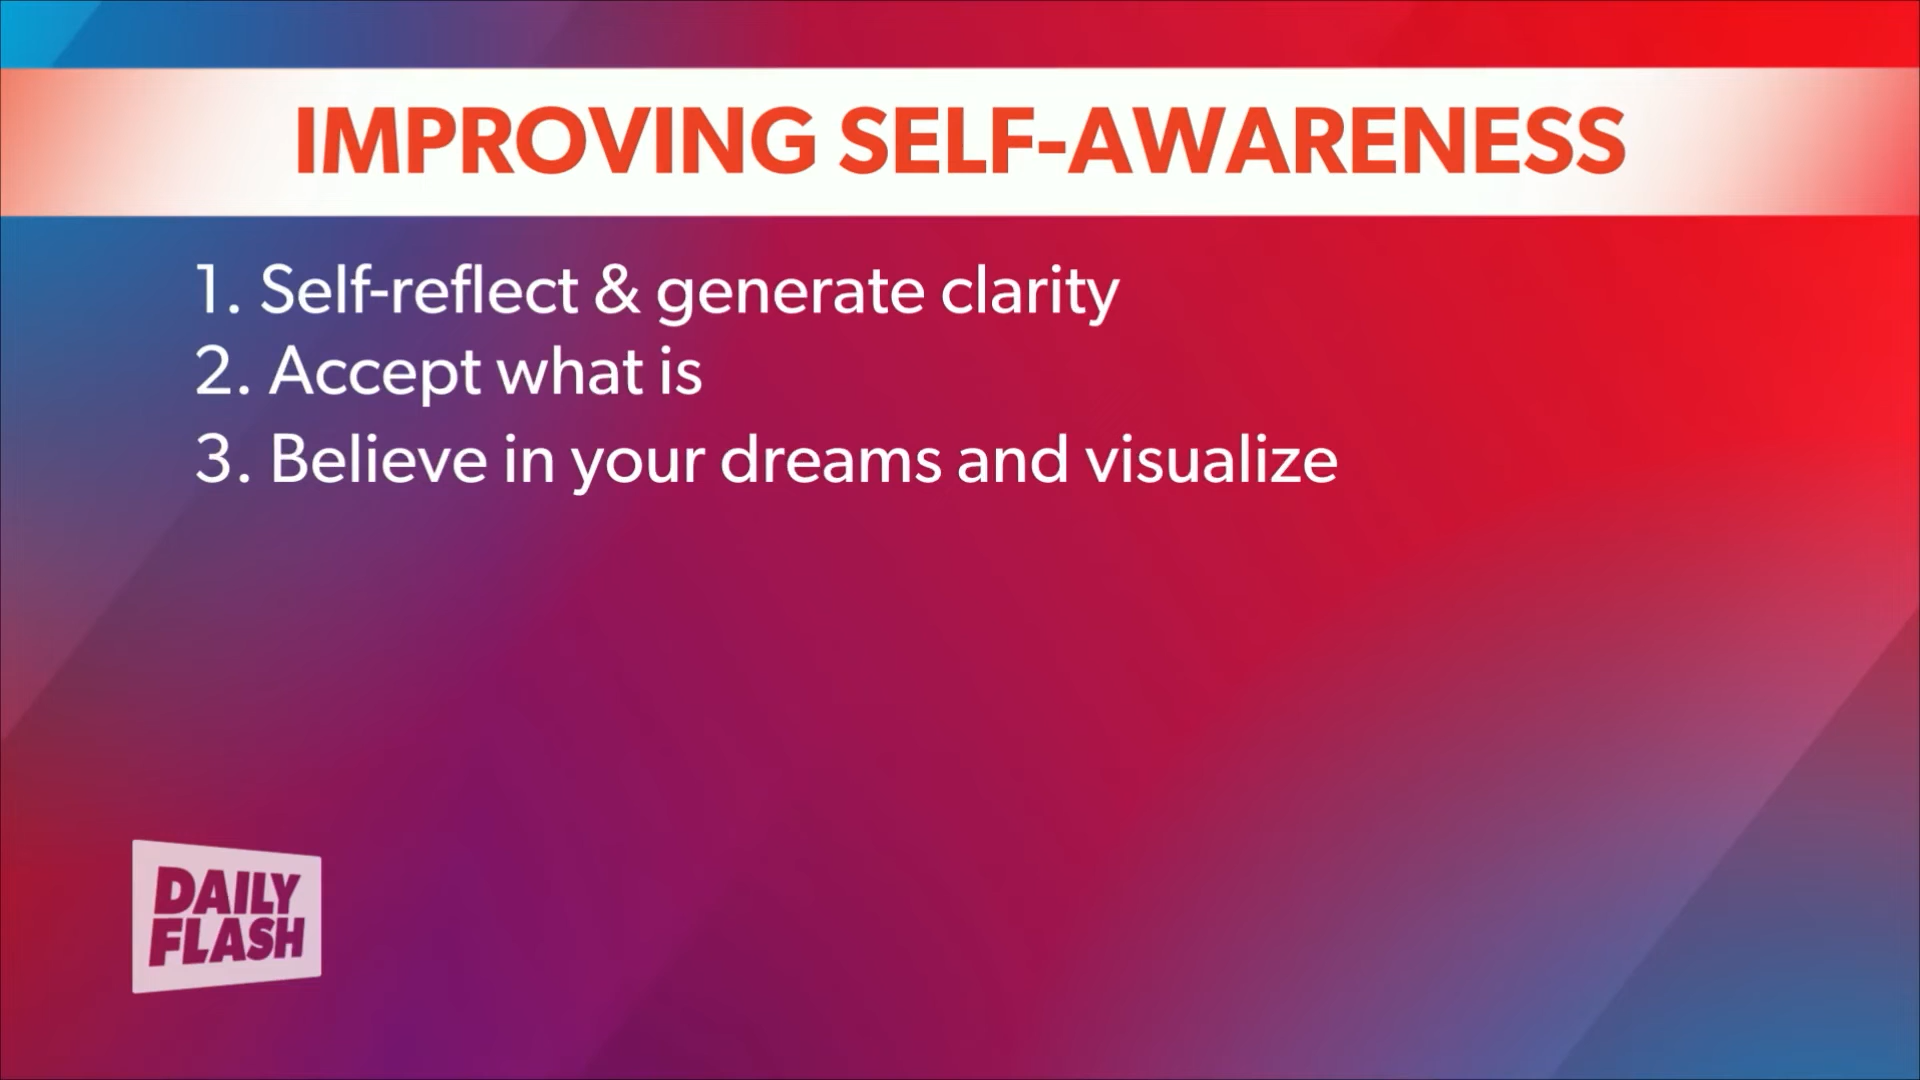 IMPROVING SELF-AWARENESS
1. Self-reflect & generate clarity
2. Accept what is
3. Believe in your dreams and visualize
DAILY
FLASH